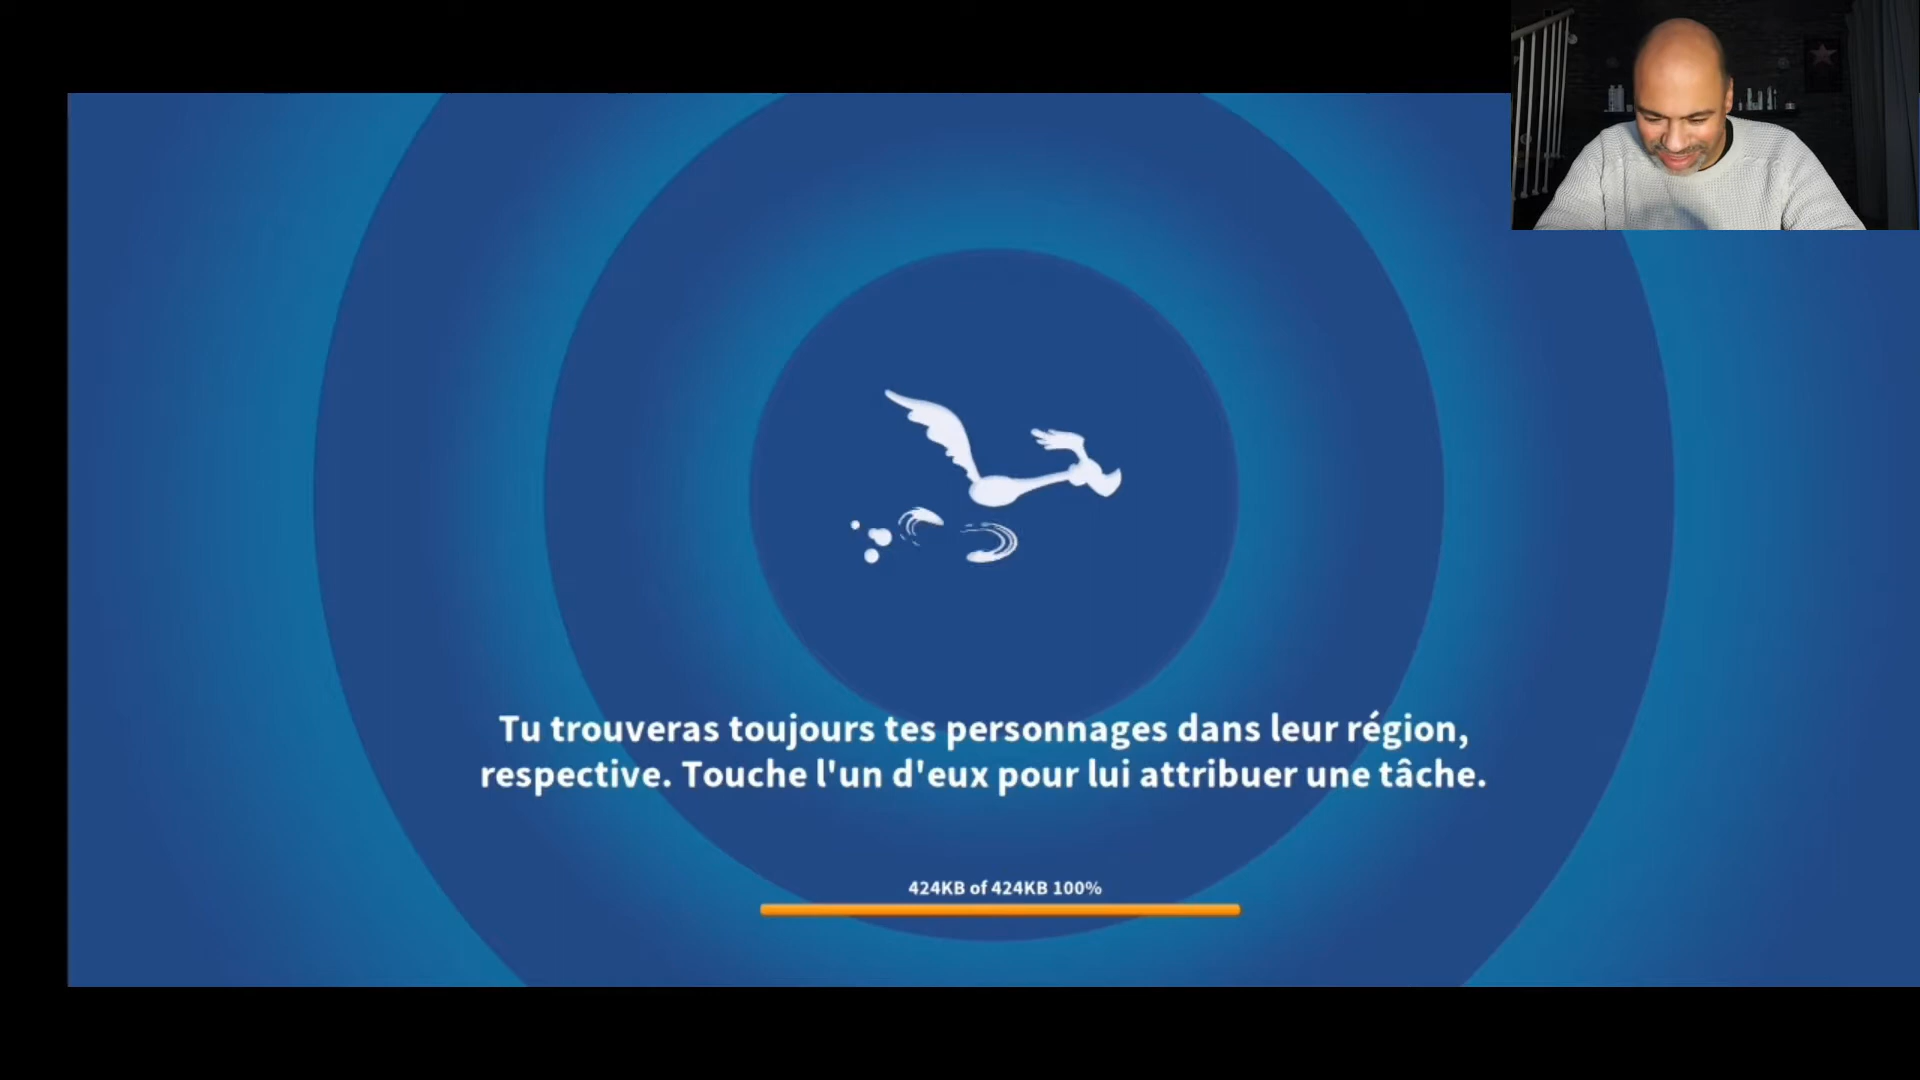 Tu trouveras toujours tes personnages dans leur région,
respective. Touche l'un d'eux pour lui attribuer une tâche.
424KB of 424KB 100%